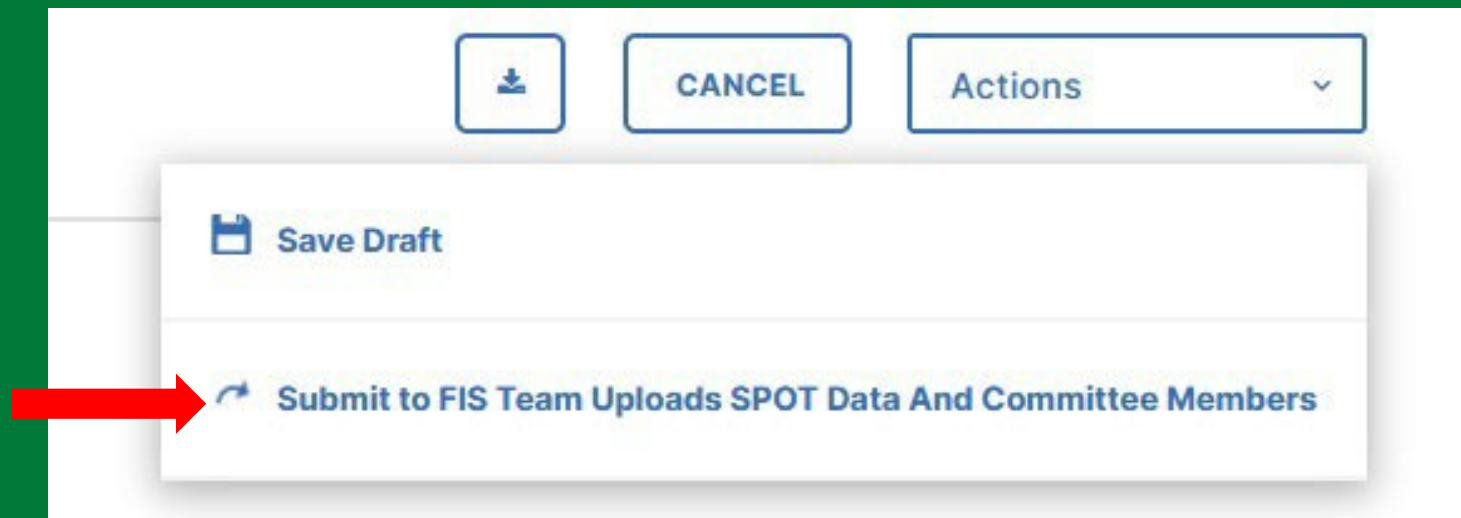 CANCEL
Actions
Save Draft
Submit to FIS Team Uploads SPOT Data And Committee Members